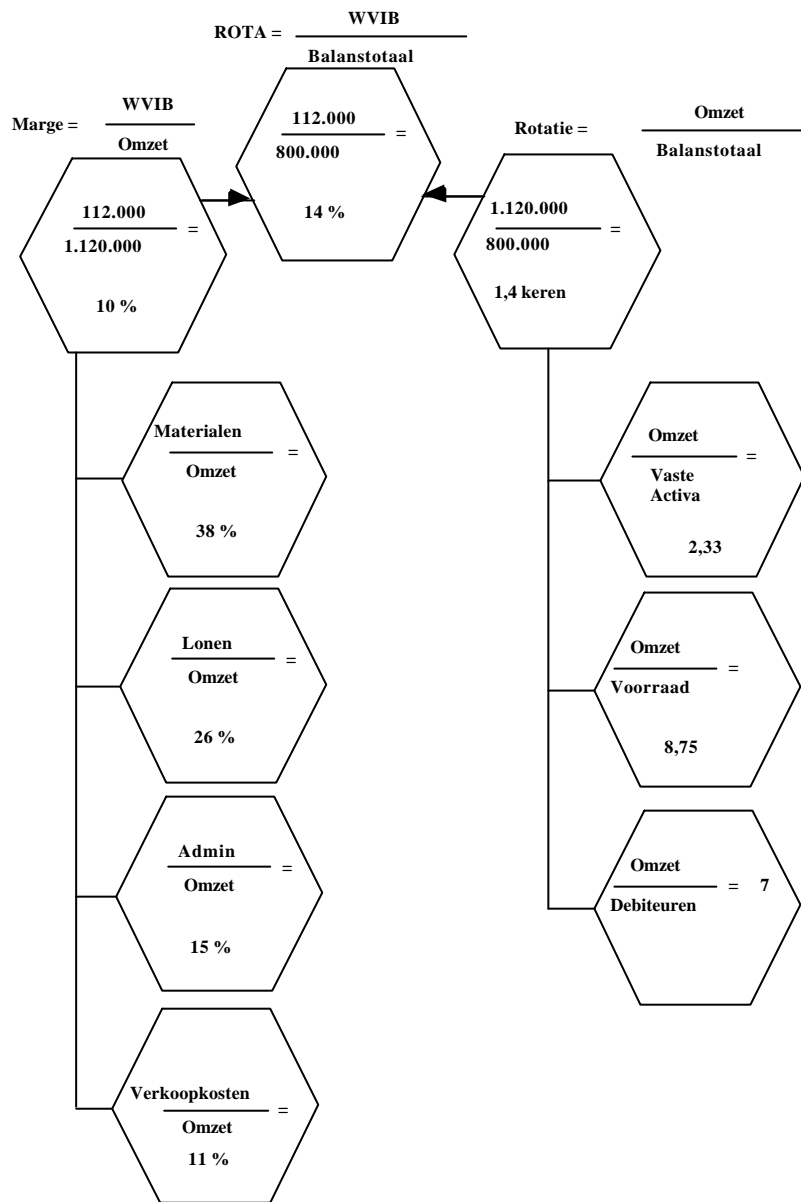 ROTA = WVIB
Balanstotaal
Marge = WVIB
Omzet
112.000 =
800.000
14 %
Rotatie = Omzet
Balanstotaal
112.000 =
1.120.000
10 %
1.120.000 =
800.000
1,4 keren
Materialen =
Omzet
38 %
Lonen =
Omzet
26 %
Admin =
Omzet
15 %
Verkoopkosten =
Omzet
11 %
Omzet =
Vaste
Activa
2,33
Omzet =
Voorraad
8,75
Omzet = 7
Debiteuren